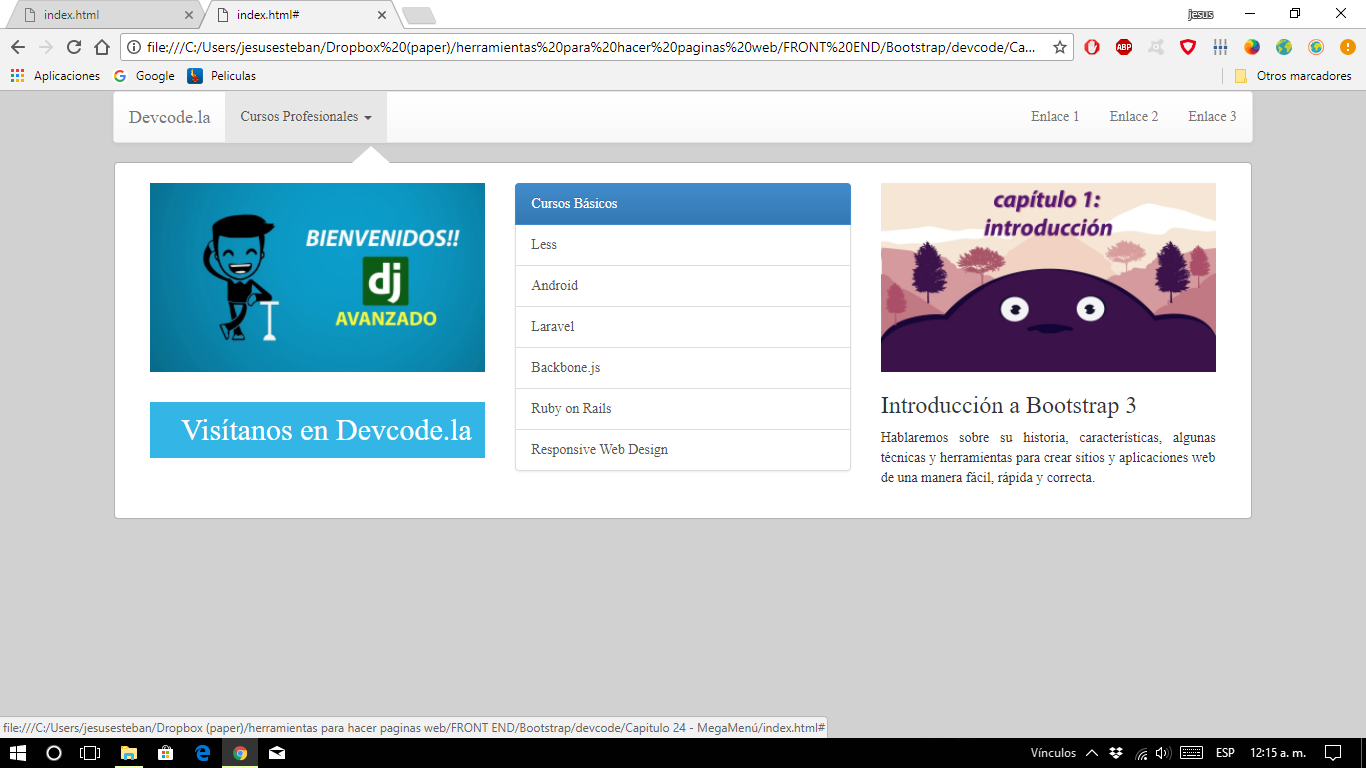 index.html
index.html#
jesus
file:///C:/Users/jesusesteban/Dropbox%20(paper)/herramientas%20para%20hacer%20paginas%20web/FRONT%20END/Bootstrap/devcode/Ca...
ABP
Aplicaciones
Google
Peliculas
Otros marcadores
Devcode.la
Cursos Profesionales
Enlace 1
Enlace 2
Enlace 3
BIENVENIDOS!!
dj
AVANZADO
Visítanos en Devcode.la
Cursos Básicos
Less
Android
Laravel
Backbone.js
Ruby on Rails
Responsive Web Design
capítulo 1:
introducción
Introducción a Bootstrap 3
Hablaremos sobre su historia, características, algunas
técnicas y herramientas para crear sitios y aplicaciones web
de una manera fácil, rápida y correcta.
file:///C:/Users/jesusesteban/Dropbox (paper)/herramientas para hacer paginas web/FRONT END/Bootstrap/devcode/Capitulo 24 - MegaMenú/index.html#
Vínculos
ESP
12:15 a. m.